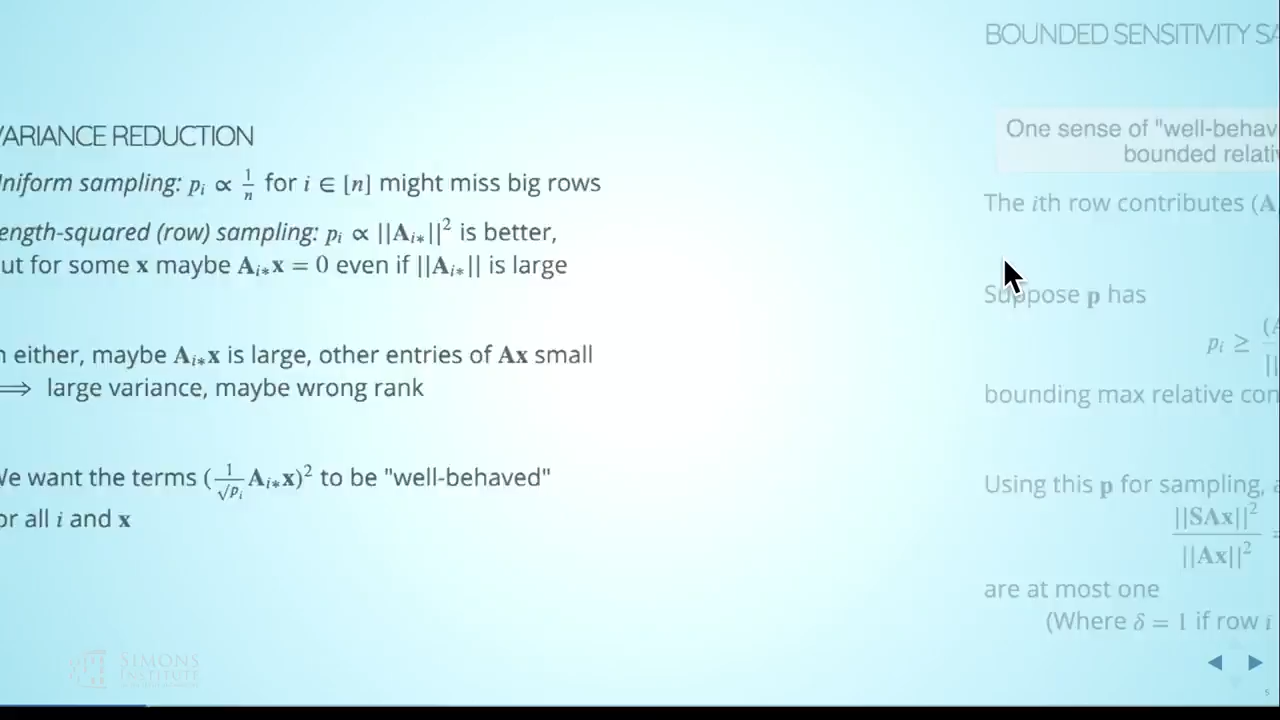 VARIANCE REDUCTION
niform sampling: pᵢ ∝ 1/n for i ∈ [n] might miss big rows
ength-squared (row) sampling: pᵢ ∝ ||Aᵢ∗||² is better,
ut for some x maybe Aᵢ∗x = 0 even if ||Aᵢ∗|| is large
n either, maybe Aᵢ∗x is large, other entries of Ax small
⟹ large variance, maybe wrong rank
We want the terms (1/√pᵢ Aᵢ∗x)² to be "well-behaved"
or all i and x
SIMONS
INSTITUTE
BOUNDED SENSITIVITY SA
One sense of "well-behav
bounded relati
The ith row contributes (A
Suppose p has
pᵢ ≥
bounding max relative con
Using this p for sampling,
||SAx||²/||Ax||² =
are at most one
(Where δ = 1 if row i
5